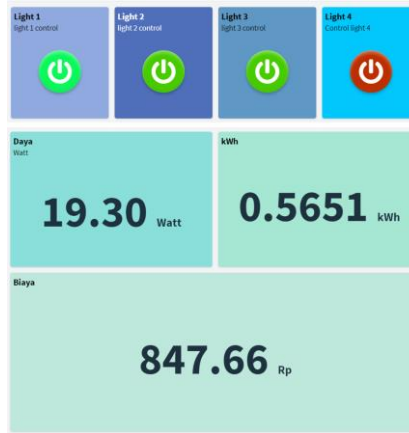 Light 1
light 1 control
Light 2
light 2 control
Light 3
light 3 control
Light 4
Control light 4
Daya
Watt
19.30 Watt
kWh
0.5651 kWh
Biaya
847.66 Rp